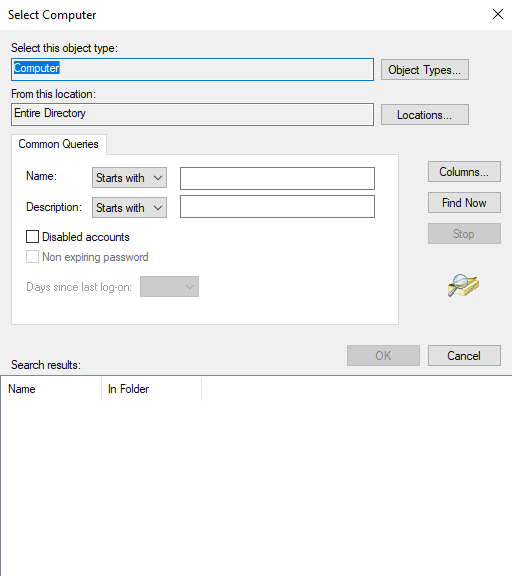 Select Computer
Select this object type:
Computer
Object Types...
From this location:
Entire Directory
Locations...
Common Queries
Name:
Starts with
Columns...
Description:
Starts with
Find Now
Disabled accounts
Stop
Non expiring password
Days since last log-on:
OK
Cancel
Search results:
Name
In Folder